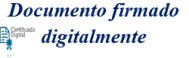 Documento firmado
Certificado
Digital
digitalmente